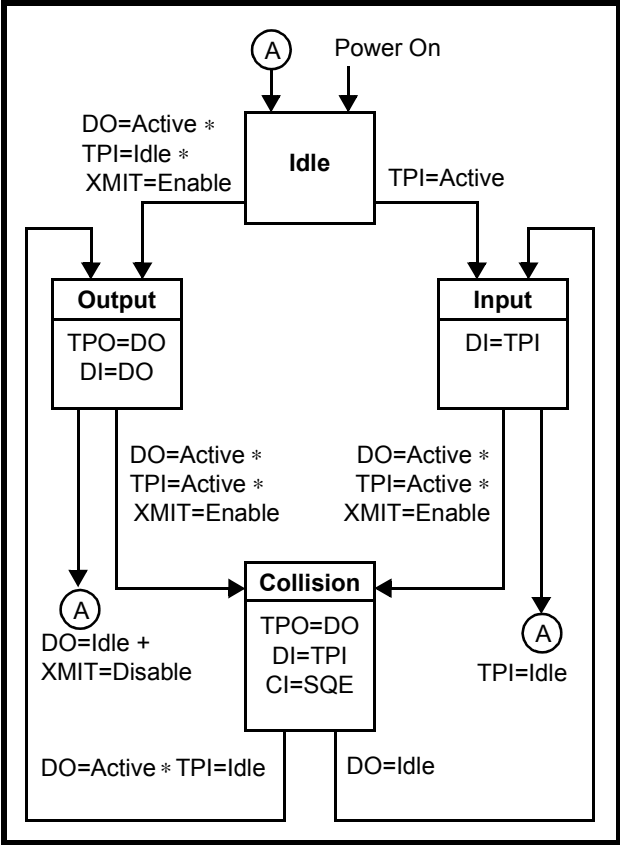 A
Power On
DO=Active *
TPI=Idle *
XMIT=Enable
Idle
TPI=Active
Output
TPO=DO
DI=DO
Input
DI=TPI
DO=Active *
TPI=Active *
XMIT=Enable
DO=Active *
TPI=Active *
XMIT=Enable
Collision
TPO=DO
DI=TPI
CI=SQE
A
DO=Idle +
XMIT=Disable
A
TPI=Idle
DO=Active * TPI=Idle
DO=Idle